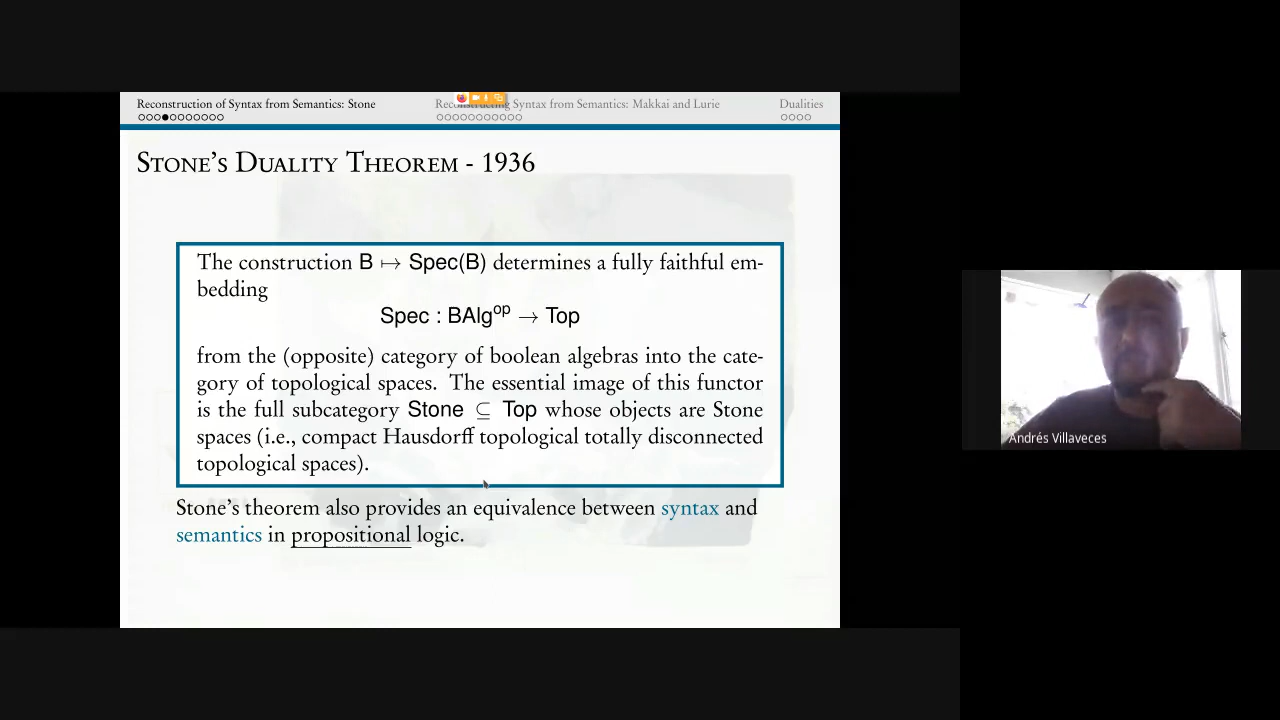 Reconstruction of Syntax from Semantics: Stone
Reconstructing Syntax from Semantics: Makkai and Lurie
Dualities
Stone's Duality Theorem - 1936
The construction B ↦ Spec(B) determines a fully faithful em-
bedding
Spec : BAlg^op → Top
from the (opposite) category of boolean algebras into the cate-
gory of topological spaces. The essential image of this functor
is the full subcategory Stone ⊆ Top whose objects are Stone
spaces (i.e., compact Hausdorff topological totally disconnected
topological spaces).
Stone's theorem also provides an equivalence between syntax and
semantics in propositional logic.
Andrés Villaveces